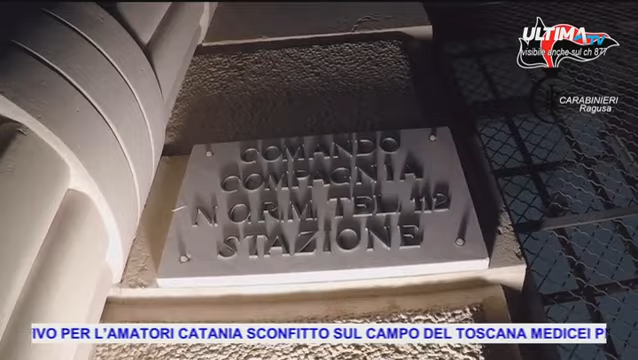 ULTIMA TV
visibile anche sul ch 877
CARABINIERI
Ragusa
COMANDO
COMPAGNIA
N.O.R.M. TEL. 112
STAZIONE
IVO PER L'AMATORI CATANIA SCONFITTO SUL CAMPO DEL TOSCANA MEDICEI